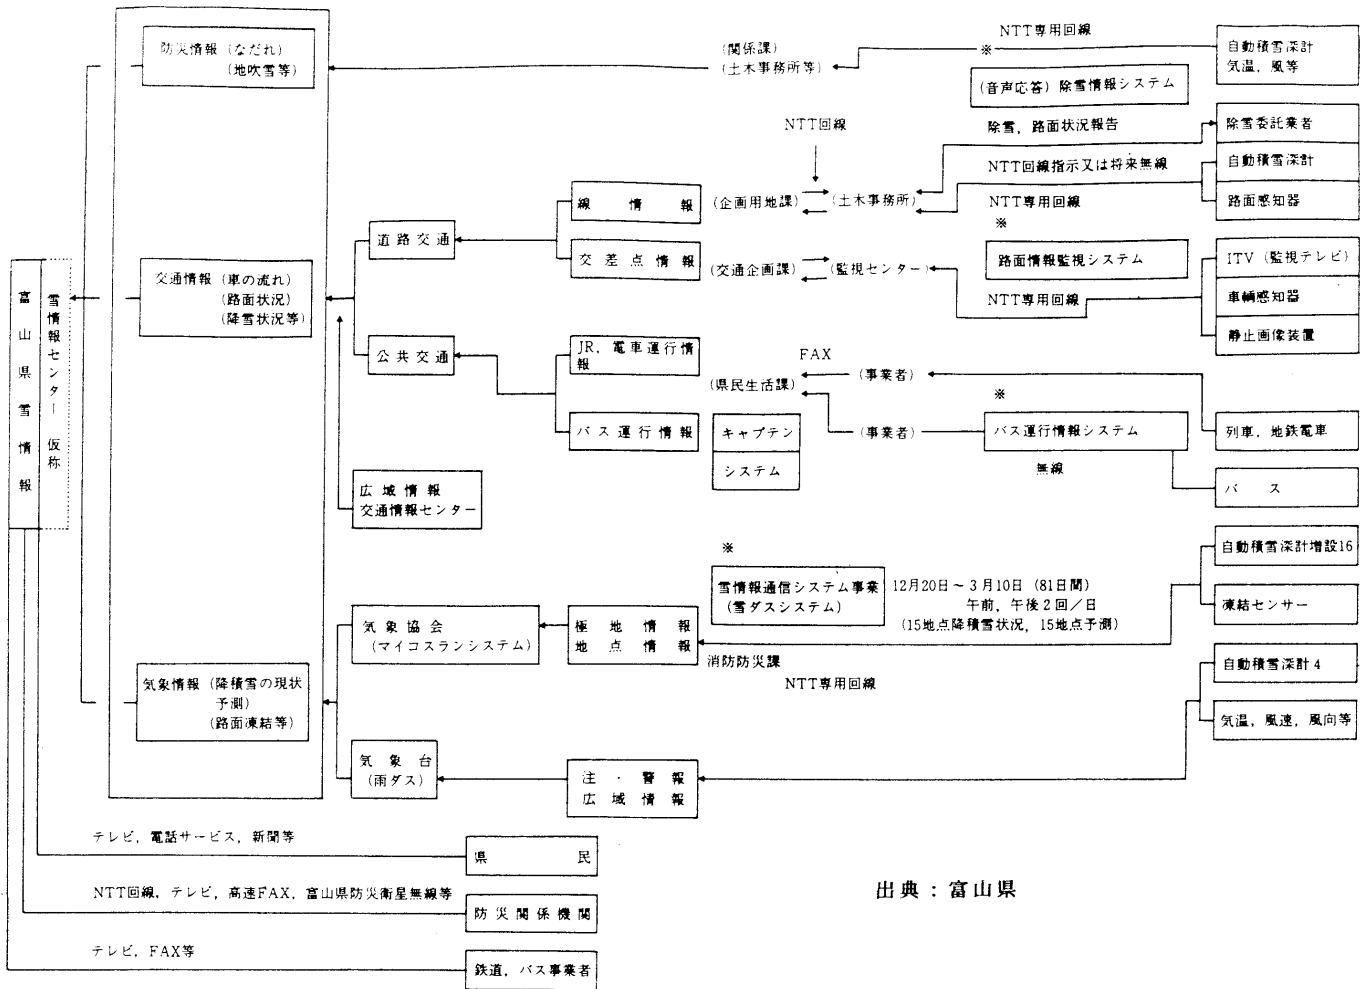 防災情報（なだれ）
（地吹雪等）
（関係課）
（土木事務所等）
NTT専用回線
※
自動積雪深計
気温，風等
（音声応答）除雪情報システム
NTT回線
除雪，路面状況報告
除雪委託業者
NTT回線指示又は将来無線
自動積雪深計
線情報
（企画用地課）
（土木事務所）
NTT専用回線
路面感知器
※
道路交通
交差点情報
（交通企画課）
（監視センター）
路面情報監視システム
ITV（監視テレビ）
NTT専用回線
車輌感知器
静止画像装置
富山県雪情報
雪情報センター仮称
交通情報（車の流れ）
（路面状況）
（降雪状況等）
公共交通
JR，電車運行情
報
FAX
（県民生活課）
（事業者）
※
バス運行情報
キャプテン
システム
（事業者）
バス運行情報システム
無線
列車，地鉄電車
バス
広域情報
交通情報センター
※
雪情報通信システム事業
（雪ダスシステム）
12月20日～3月10日（81日間）
午前，午後2回／日
（15地点降積雪状況，15地点予測）
自動積雪深計増設16
凍結センサー
気象協会
（マイコスランシステム）
極地情報
地点情報
消防防災課
NTT専用回線
自動積雪深計4
気温，風速，風向等
気象情報（降積雪の現状
予測）
（路面凍結等）
気象台
（雨ダス）
注・警報
広域情報
テレビ，電話サービス，新聞等
県民
NTT回線，テレビ，高速FAX，富山県防災衛星無線等
防災関係機関
テレビ，FAX等
鉄道，バス事業者
出典：富山県